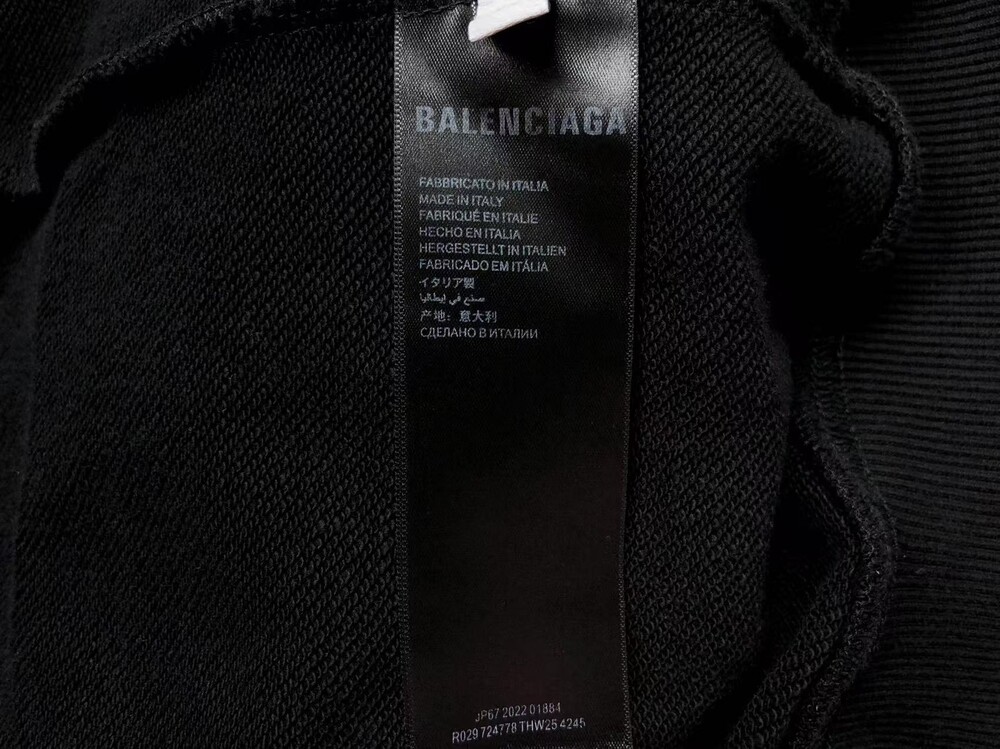 BALENCIAGA
FABBRICATO IN ITALIA
MADE IN ITALY
FABRIQUÉ EN ITALIE
HECHO EN ITALIA
HERGESTELLT IN ITALIEN
FABRICADO EM ITÁLIA
イタリア製
صنع في إيطاليا
产地：意大利
СДЕЛАНО В ИТАЛИИ
JP67 2022 01884
R029 724778 THW25 4245